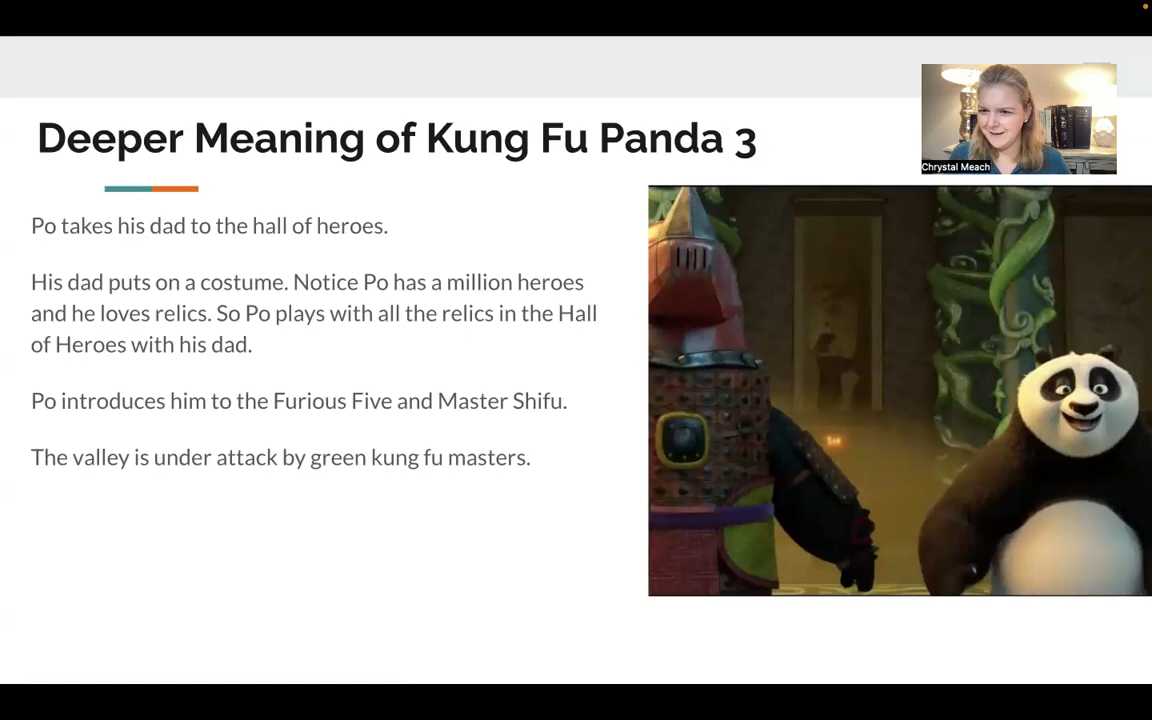 Deeper Meaning of Kung Fu Panda 3
Chrystal Meach
Po takes his dad to the hall of heroes.
His dad puts on a costume. Notice Po has a million heroes
and he loves relics. So Po plays with all the relics in the Hall
of Heroes with his dad.
Po introduces him to the Furious Five and Master Shifu.
The valley is under attack by green kung fu masters.